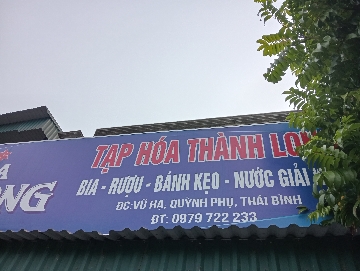 TẠP HÓA THÀNH
BIA - RƯỢU - BÁNH KẸO - NƯỚC GIẢI
ĐC: VŨ HẠ, QUỲNH PHỤ, THÁI BÌNH
ĐT: 0979 722 233